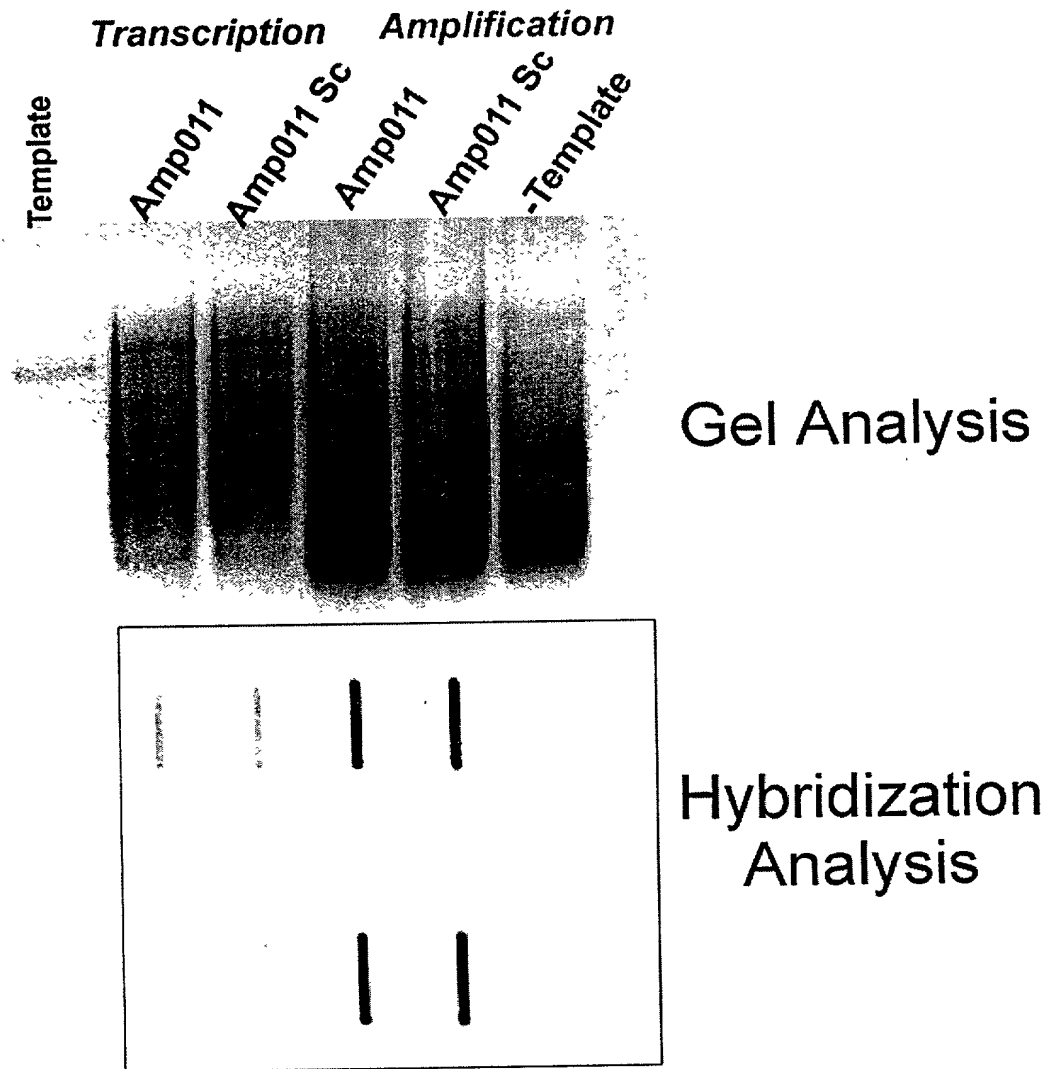 Transcription
Amplification
Template
Amp011
Amp011 Sc
Amp011
Amp011 Sc
-Template
Gel Analysis
Hybridization
Analysis